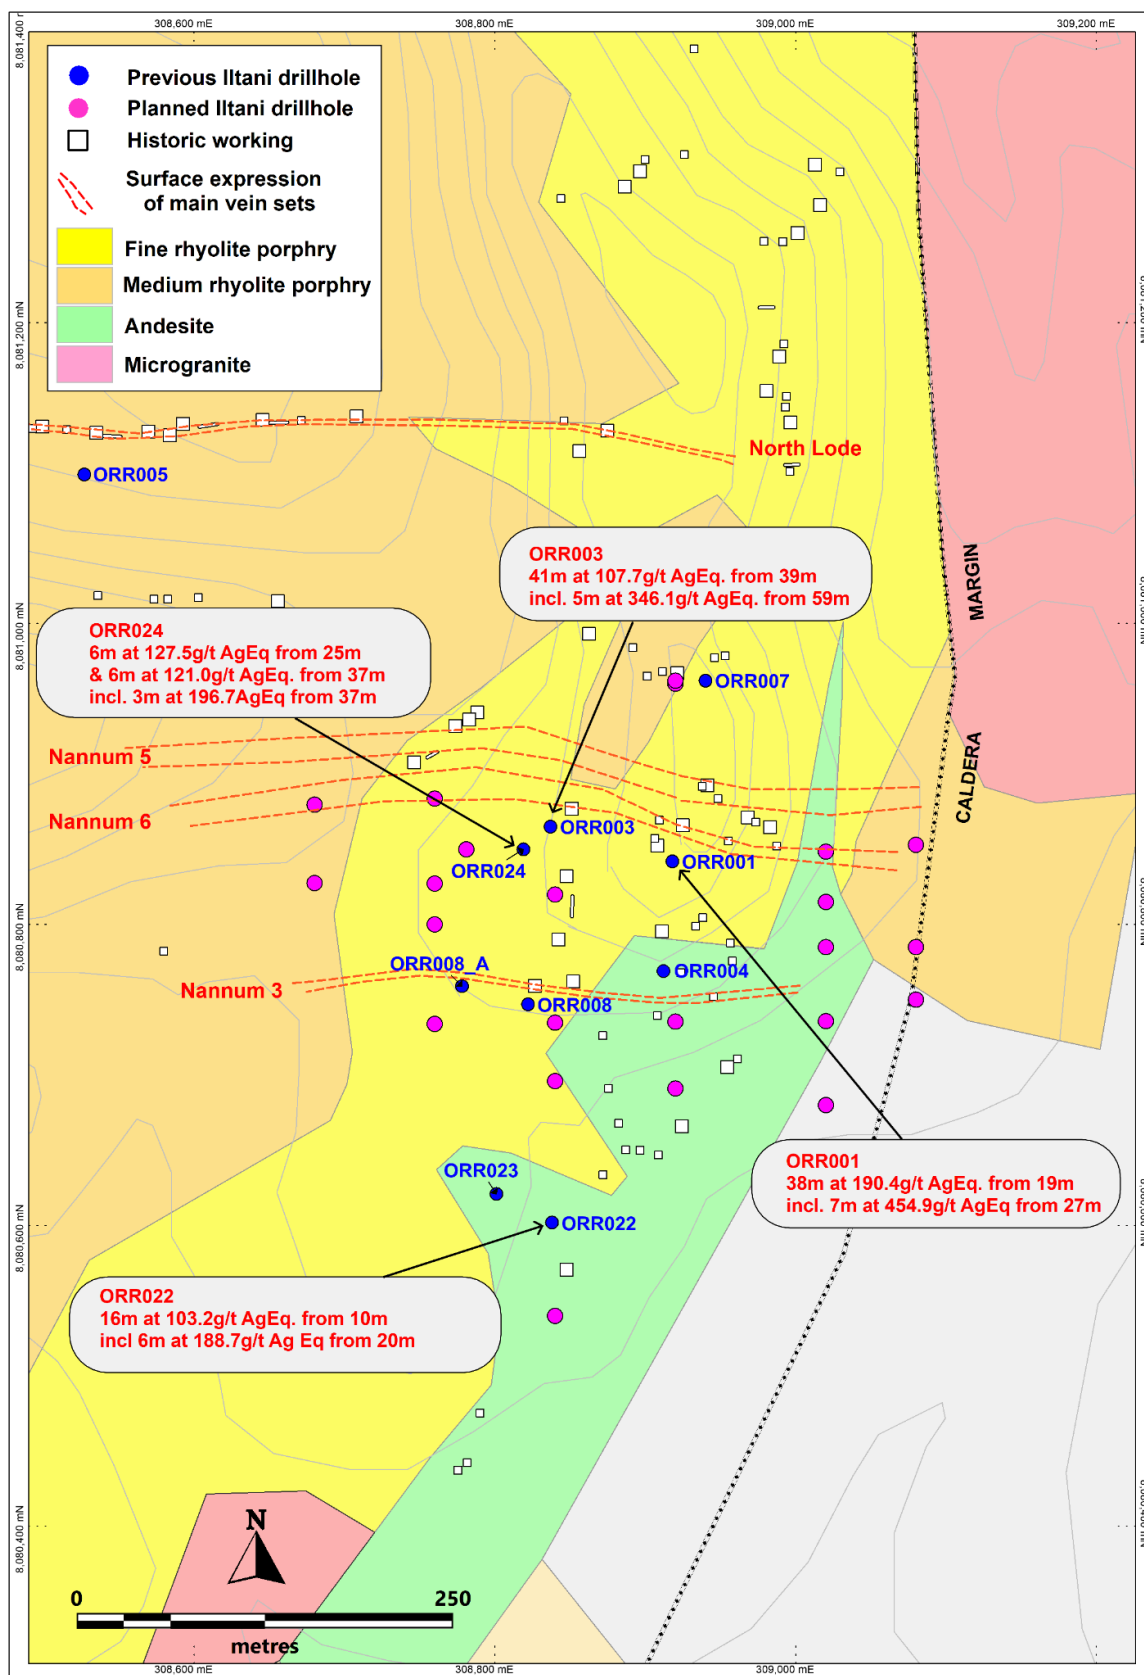 308,600 mE
308,800 mE
309,000 mE
309,200 mE
8,081,400 m
Previous Iltani drillhole
Planned Iltani drillhole
Historic working
Surface expression
of main vein sets
Fine rhyolite porphry
Medium rhyolite porphry
Andesite
Microgranite
8,081,200 mN
North Lode
ORR005
ORR003
41m at 107.7g/t AgEq. from 39m
incl. 5m at 346.1g/t AgEq. from 59m
MARGIN
CALDERA
8,081,000 mN
ORR024
6m at 127.5g/t AgEq from 25m
& 6m at 121.0g/t AgEq. from 37m
incl. 3m at 196.7AgEq from 37m
ORR007
Nannum 5
Nannum 6
ORR003
ORR024
ORR001
8,080,800 mN
ORR008_A
ORR004
Nannum 3
ORR008
ORR001
38m at 190.4g/t AgEq. from 19m
incl. 7m at 454.9g/t AgEq from 27m
ORR023
ORR022
8,080,600 mN
ORR022
16m at 103.2g/t AgEq. from 10m
incl 6m at 188.7g/t Ag Eq from 20m
N
8,080,400 mN
0
250
metres
308,600 mE
308,800 mE
309,000 mE
309,200 mE